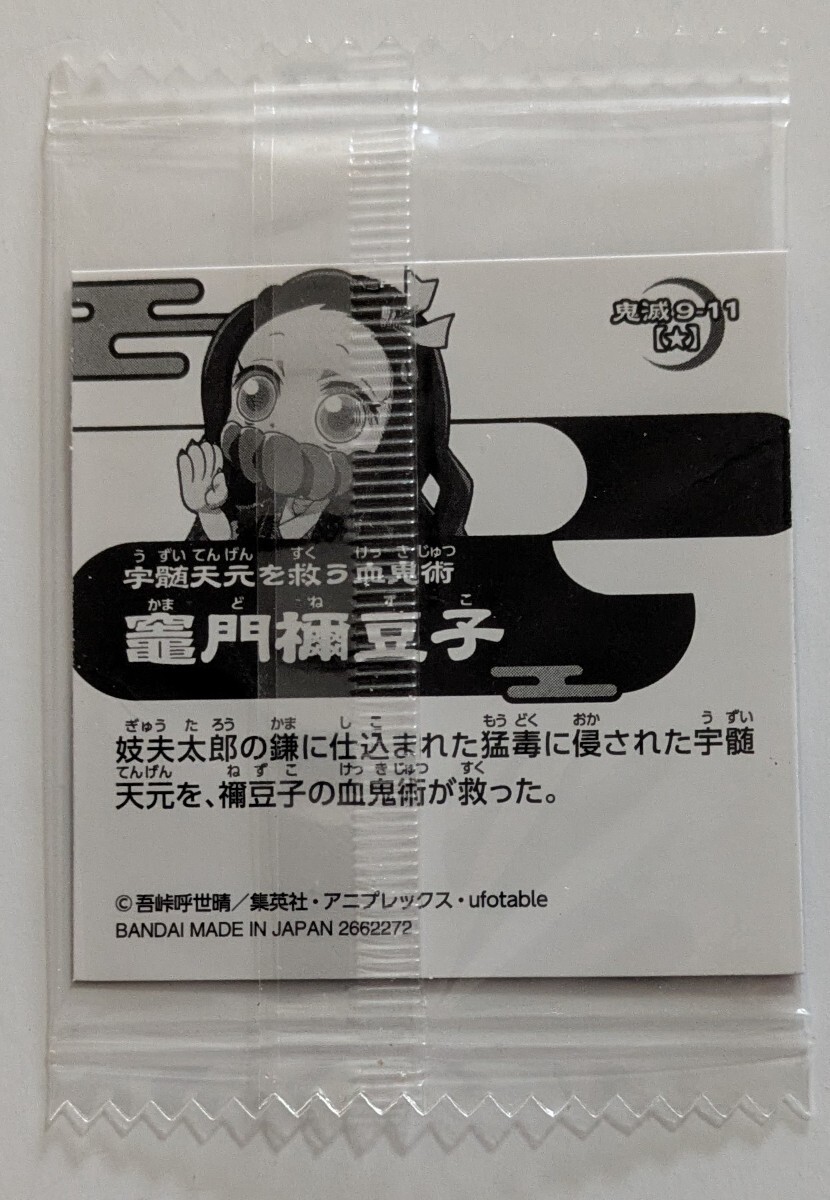 鬼滅 9-11
[★]
う ずい てん げん すく けっ き じゅつ
宇髄天元を救う血鬼術
かま ど ね ず こ
竈門禰豆子
ぎゅう た ろう かま し こ もう どく おか う ずい
妓夫太郎の鎌に仕込まれた猛毒に侵された宇髄
てんげん ね ず こ けっ き じゅつ すく
天元を、禰豆子の血鬼術が救った。
©吾峠呼世晴/集英社・アニプレックス・ufotable
BANDAI MADE IN JAPAN 2662272